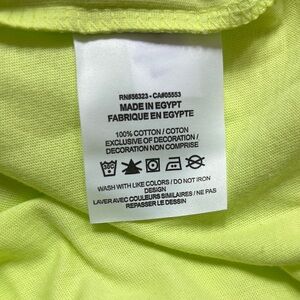 RN#56323 - CA#05553
MADE IN EGYPT
FABRIQUE EN EGYPTE
100% COTTON / COTON
EXCLUSIVE OF DECORATION /
DECORATION NON COMPRISE
WASH WITH LIKE COLORS / DO NOT IRON
DESIGN
LAVER AVEC COULEURS SIMILAIRES / NE PAS
REPASSER LE DESSIN